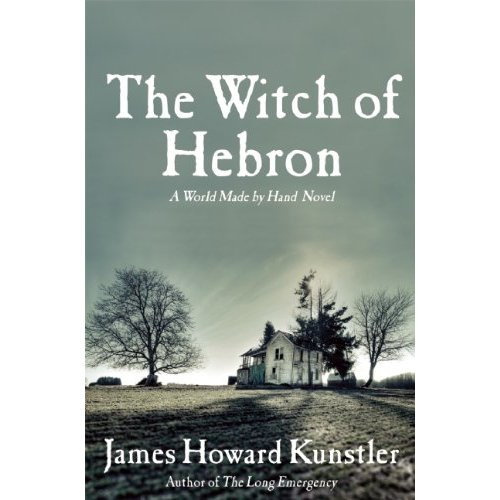 The Witch of
Hebron
A World Made by Hand Novel
James Howard Kunstler
Author of The Long Emergency